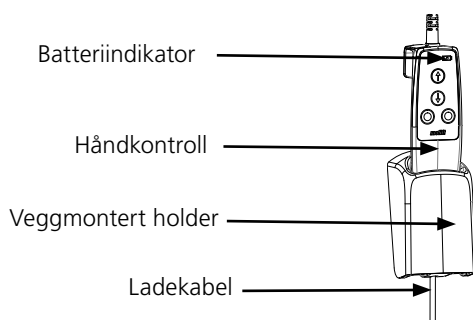 Batteriindikator
Håndkontroll
Veggmontert holder
Ladekabel